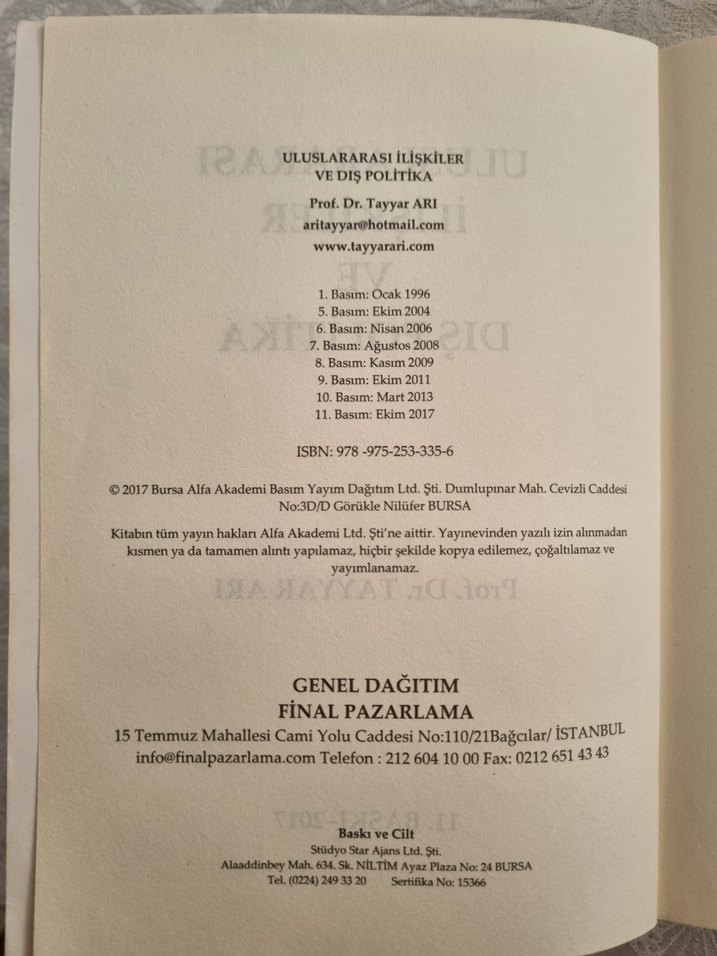 ULUSLARARASI İLİŞKİLER
VE DIŞ POLİTİKA
Prof. Dr. Tayyar ARI
aritayyar@hotmail.com
www.tayyarari.com
1. Basım: Ocak 1996
5. Basım: Ekim 2004
6. Basım: Nisan 2006
7. Basım: Ağustos 2008
8. Basım: Kasım 2009
9. Basım: Ekim 2011
10. Basım: Mart 2013
11. Basım: Ekim 2017
ISBN: 978 -975-253-335-6
© 2017 Bursa Alfa Akademi Basım Yayım Dağıtım Ltd. Şti. Dumlupınar Mah. Cevizli Caddesi
No:3D/D Görükle Nilüfer BURSA
Kitabın tüm yayın hakları Alfa Akademi Ltd. Şti’ne aittir. Yayınevinden yazılı izin alınmadan
kısmen ya da tamamen alıntı yapılamaz, hiçbir şekilde kopya edilemez, çoğaltılamaz ve
yayımlanamaz.
GENEL DAĞITIM
FİNAL PAZARLAMA
15 Temmuz Mahallesi Cami Yolu Caddesi No:110/21Bağcılar/ İSTANBUL
info@finalpazarlama.com Telefon : 212 604 10 00 Fax: 0212 651 43 43
Baskı ve Cilt
Stüdyo Star Ajans Ltd. Şti.
Alaaddinbey Mah. 634. Sk. NİLTİM Ayaz Plaza No: 24 BURSA
Tel. (0224) 249 33 20 Sertifika No: 15366